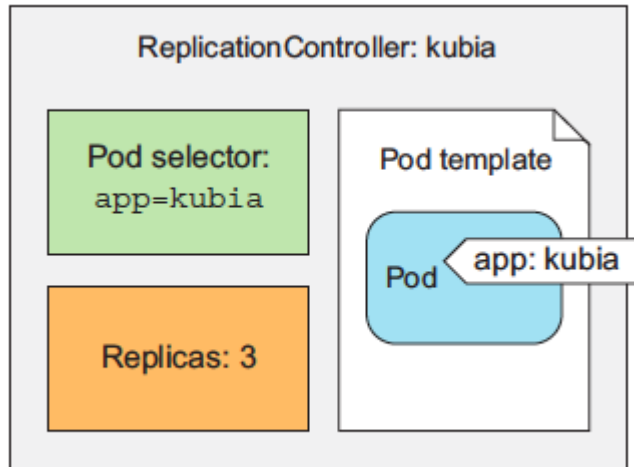 ReplicationController: kubia
Pod selector:
app=kubia
Replicas: 3
Pod template
Pod
app: kubia